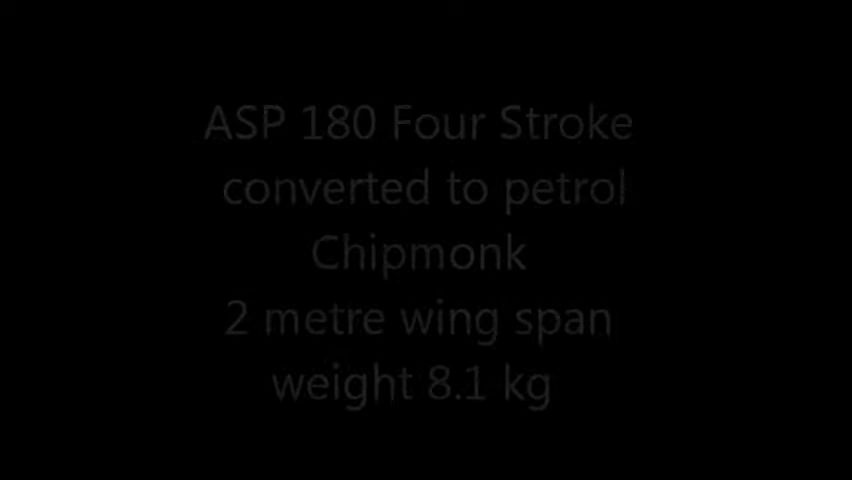 ASP 180 Four Stroke
converted to petrol
Chipmonk
2 metre wing span
weight 8.1 kg